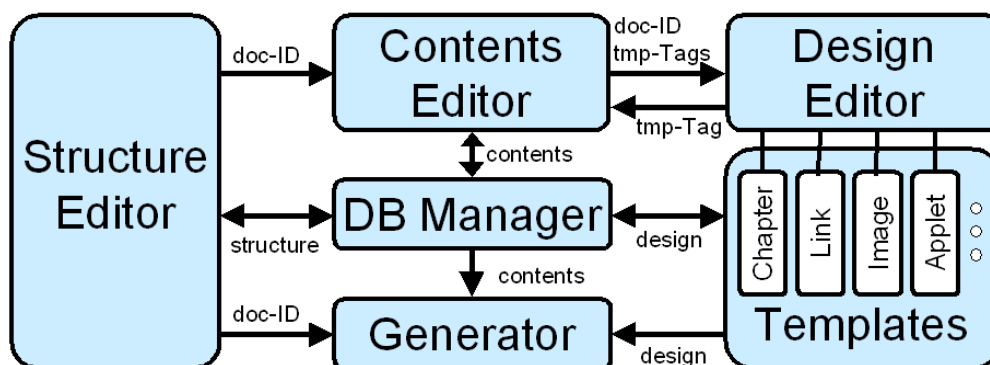 Structure
Editor
doc-ID
Contents
Editor
doc-ID
tmp-Tags
tmp-Tag
Design
Editor
contents
structure
DB Manager
design
contents
doc-ID
Generator
design
Chapter
Link
Image
Applet
Templates